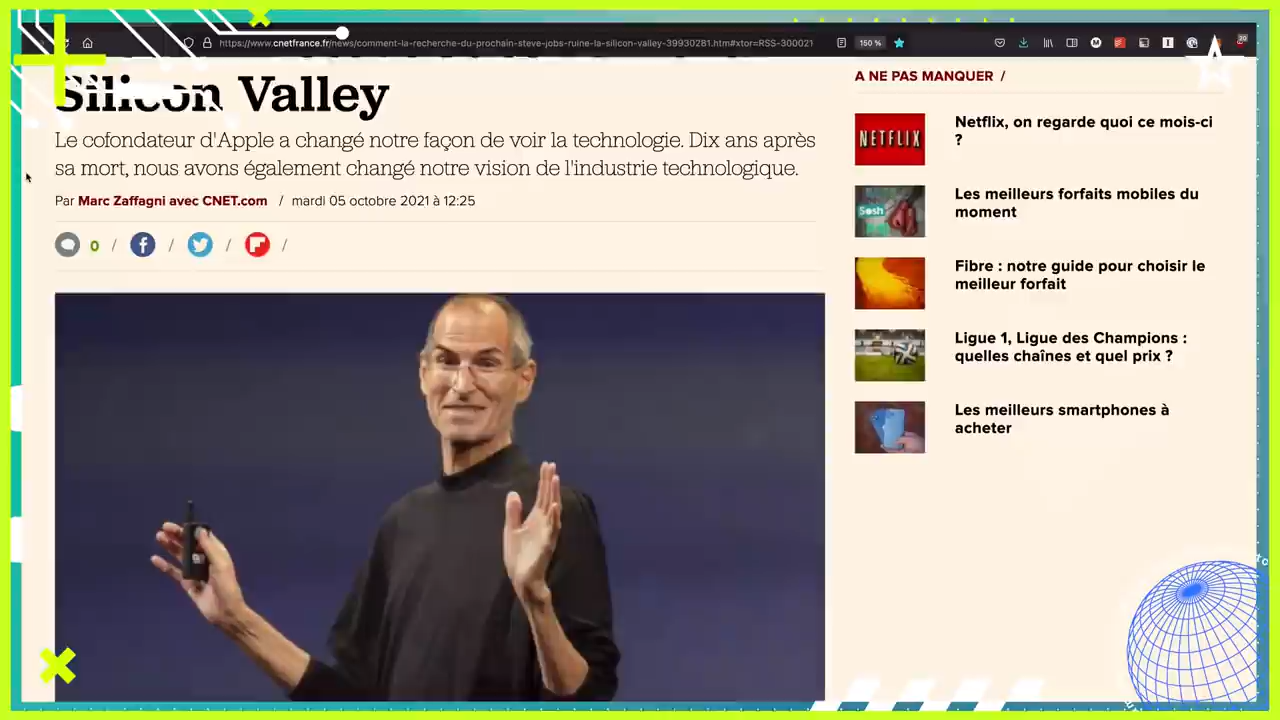 https://www.cnetfrance.fr/news/comment-la-recherche-du-prochain-steve-jobs-ruine-la-silicon-valley-39930281.htm#xtor=RSS-300021
150 %
20
Silicon Valley
Le cofondateur d'Apple a changé notre façon de voir la technologie. Dix ans après
sa mort, nous avons également changé notre vision de l'industrie technologique.
Par Marc Zaffagni avec CNET.com / mardi 05 octobre 2021 à 12:25
0 / / / /
A NE PAS MANQUER /
NETFLIX
Netflix, on regarde quoi ce mois-ci
?
Sosh
Les meilleurs forfaits mobiles du
moment
Fibre : notre guide pour choisir le
meilleur forfait
Ligue 1, Ligue des Champions :
quelles chaînes et quel prix ?
Les meilleurs smartphones à
acheter